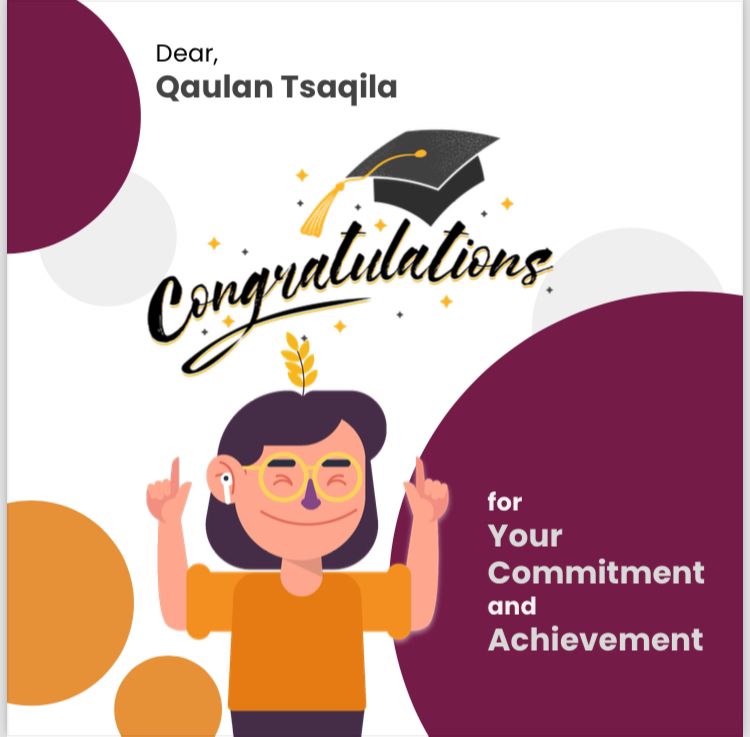 Dear,
Qaulan Tsaqila
Congratulations
for
Your
Commitment
and
Achievement